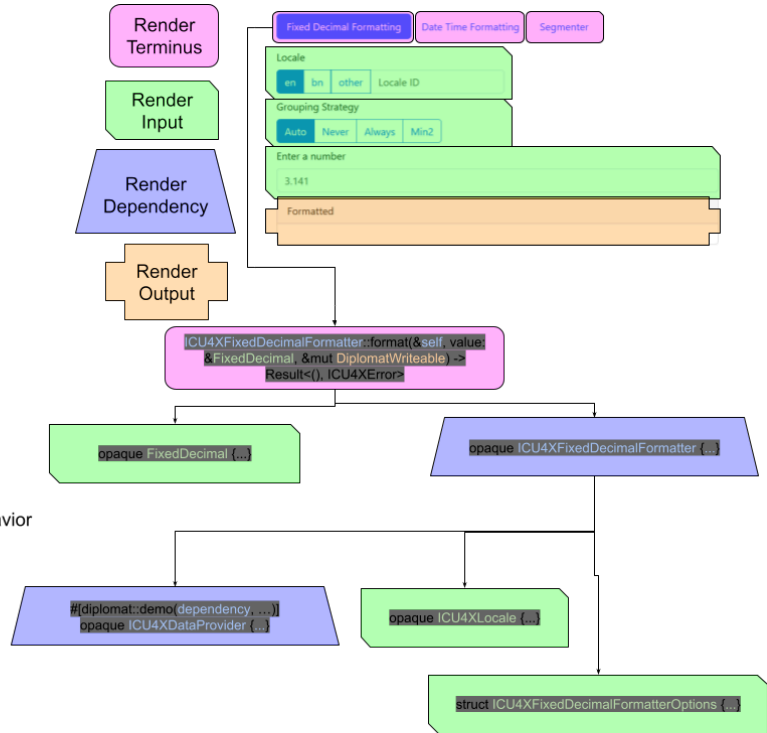 Render
Terminus
Fixed Decimal Formatting Date Time Formatting Segmenter
Locale
en bn other Locale ID
Render
Input
Grouping Strategy
Auto Never Always Min2
Enter a number
3.141
Render
Dependency
Formatted
Render
Output
ICU4XFixedDecimalFormatter::format(&self, value:
&FixedDecimal, &mut DiplomatWriteable) ->
Result<(), ICU4XError>
opaque FixedDecimal {...}
opaque ICU4XFixedDecimalFormatter {...}
avior
#[diplomat::demo(dependency, …)]
opaque ICU4XDataProvider {...}
opaque ICU4XLocale {...}
struct ICU4XFixedDecimalFormatterOptions {...}